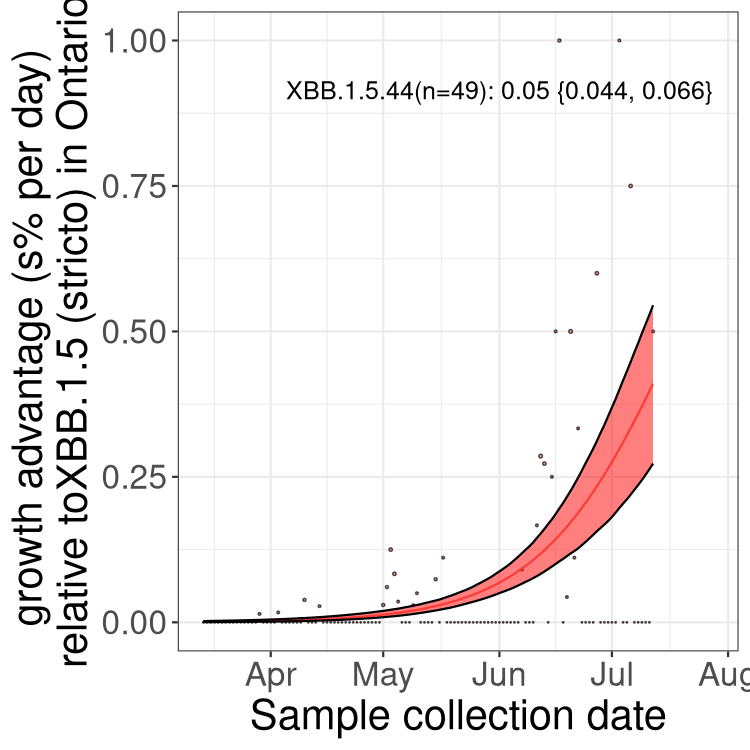 growth advantage (s% per day)
relative toXBB.1.5 (stricto) in Ontario
1.00
0.75
0.50
0.25
0.00
XBB.1.5.44(n=49): 0.05 {0.044, 0.066}
Apr May Jun Jul Aug
Sample collection date